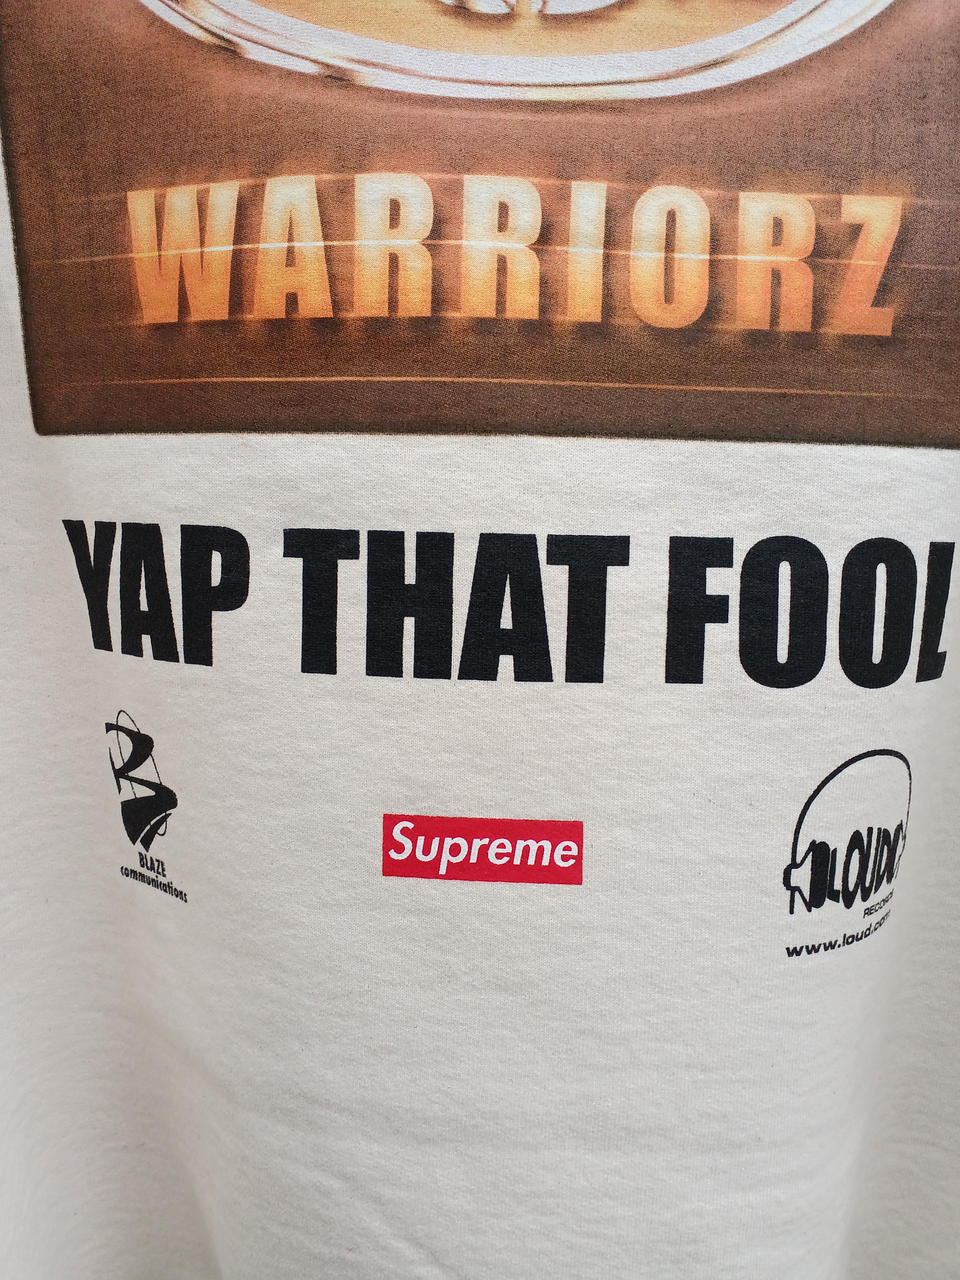 WARRIORZ
YAP THAT FOOL
BLAZE
communications
Supreme
LOUD
RECORDS
www.loud.com